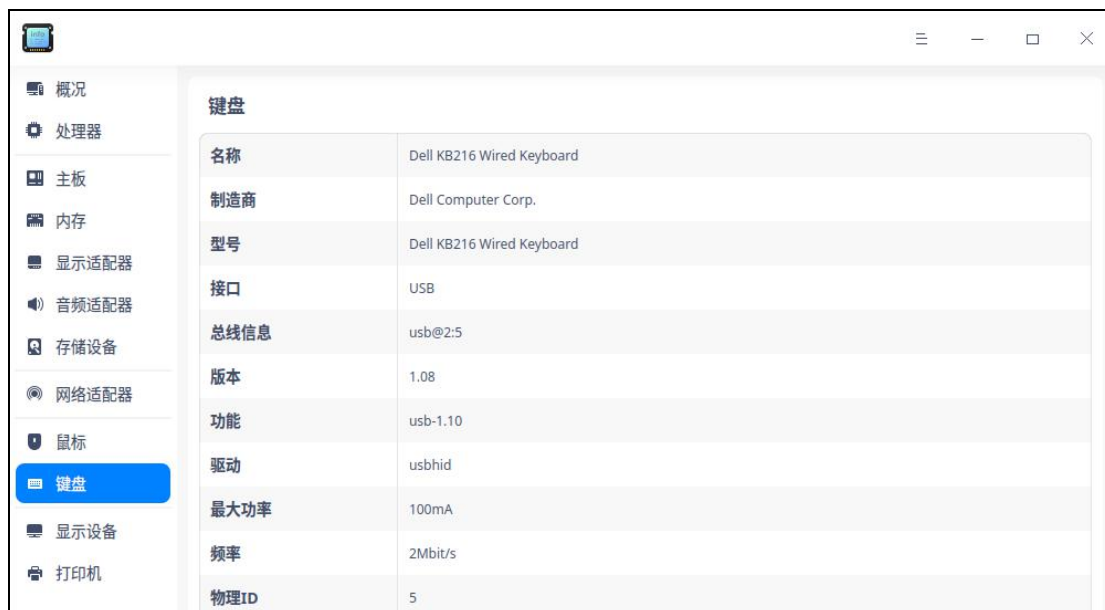 概况
处理器
主板
内存
显示适配器
音频适配器
存储设备
网络适配器
鼠标
键盘
显示设备
打印机
键盘
名称 Dell KB216 Wired Keyboard
制造商 Dell Computer Corp.
型号 Dell KB216 Wired Keyboard
接口 USB
总线信息 usb@2:5
版本 1.08
功能 usb-1.10
驱动 usbhid
最大功率 100mA
频率 2Mbit/s
物理ID 5